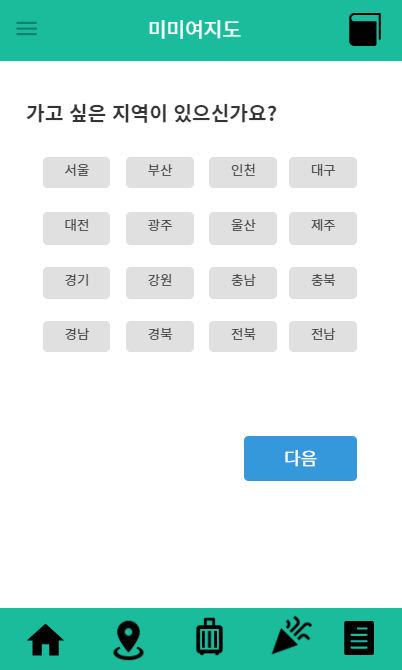 미미여지도
가고 싶은 지역이 있으신가요?
서울 부산 인천 대구
대전 광주 울산 제주
경기 강원 충남 충북
경남 경북 전북 전남
다음